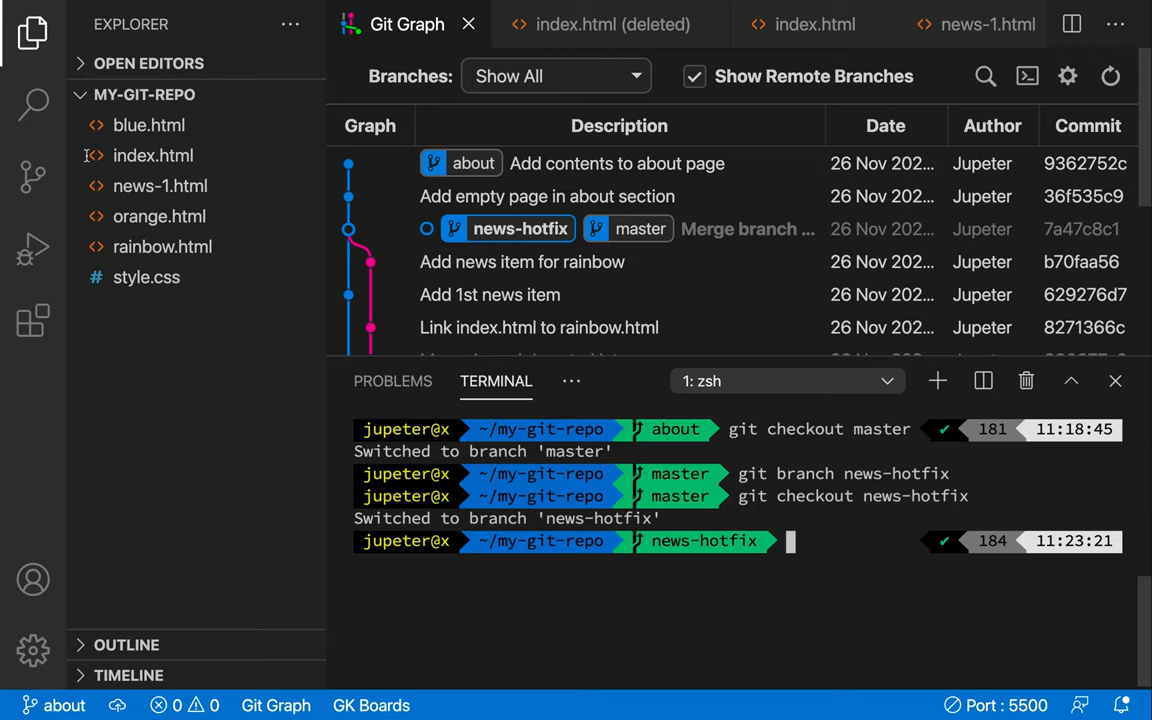 EXPLORER
OPEN EDITORS
MY-GIT-REPO
blue.html
index.html
news-1.html
orange.html
rainbow.html
# style.css
OUTLINE
TIMELINE
Git Graph
index.html (deleted)
index.html
news-1.html
Branches: Show All Show Remote Branches
Graph Description Date Author Commit
about Add contents to about page 26 Nov 202... Jupeter 9362752c
Add empty page in about section 26 Nov 202... Jupeter 36f535c9
news-hotfix master Merge branch ... 26 Nov 202... Jupeter 7a47c8c1
Add news item for rainbow 26 Nov 202... Jupeter b70faa56
Add 1st news item 26 Nov 202... Jupeter 629276d7
Link index.html to rainbow.html 26 Nov 202... Jupeter 8271366c
PROBLEMS TERMINAL ... 1: zsh
jupeter@x ~/my-git-repo about git checkout master ✔ 181 11:18:45
Switched to branch 'master'
jupeter@x ~/my-git-repo master git branch news-hotfix
jupeter@x ~/my-git-repo master git checkout news-hotfix
Switched to branch 'news-hotfix'
jupeter@x ~/my-git-repo news-hotfix ✔ 184 11:23:21
about 0 0 Git Graph GK Boards Port : 5500